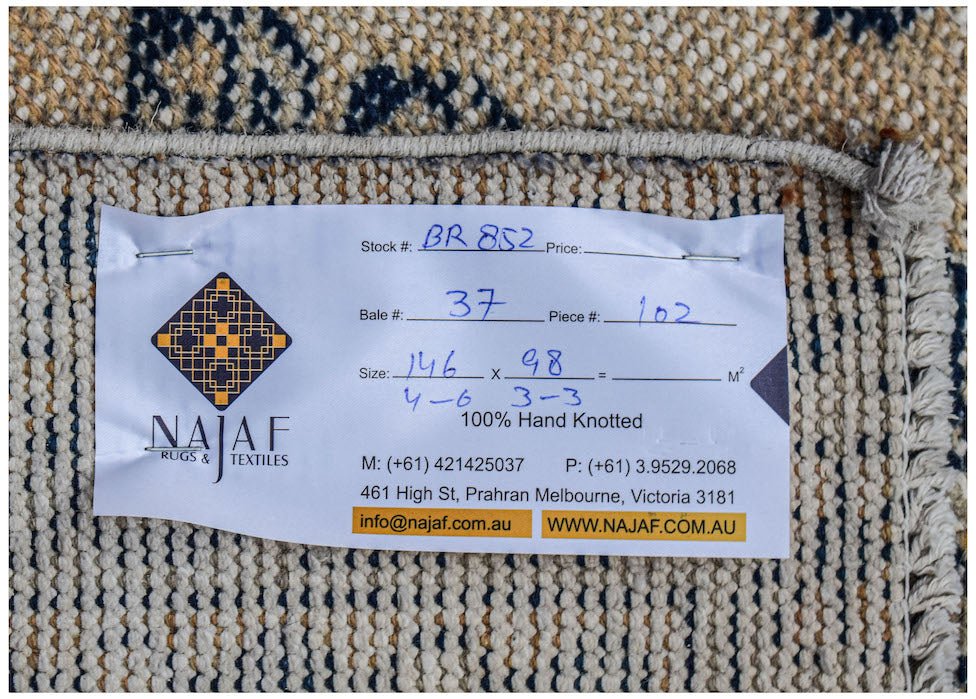 Stock #: BR 852 Price:
Bale #: 37 Piece #: 102
Size: 146 X 98 = M²
4-6 3-3
100% Hand Knotted
NAJAF
RUGS & TEXTILES
M: (+61) 421425037 P: (+61) 3.9529.2068
461 High St, Prahran Melbourne, Victoria 3181
info@najaf.com.au WWW.NAJAF.COM.AU